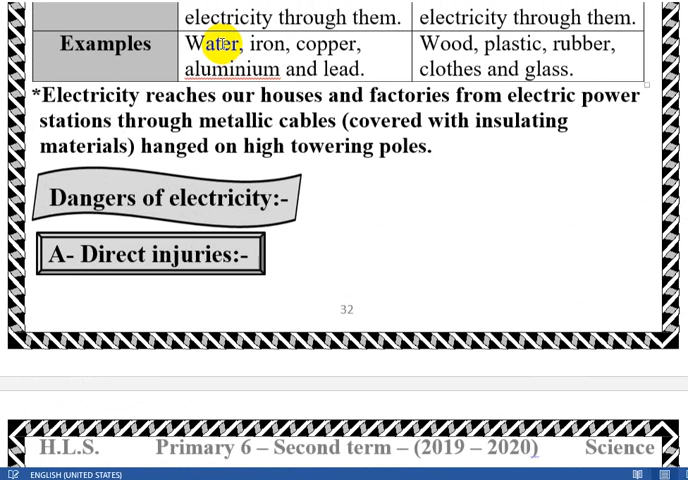 electricity through them. electricity through them.
Examples Water, iron, copper, Wood, plastic, rubber,
aluminium and lead. clothes and glass.
*Electricity reaches our houses and factories from electric power
stations through metallic cables (covered with insulating
materials) hanged on high towering poles.
Dangers of electricity:-
A- Direct injuries:-
32
H.L.S. Primary 6 – Second term – (2019 – 2020) Science
ENGLISH (UNITED STATES)